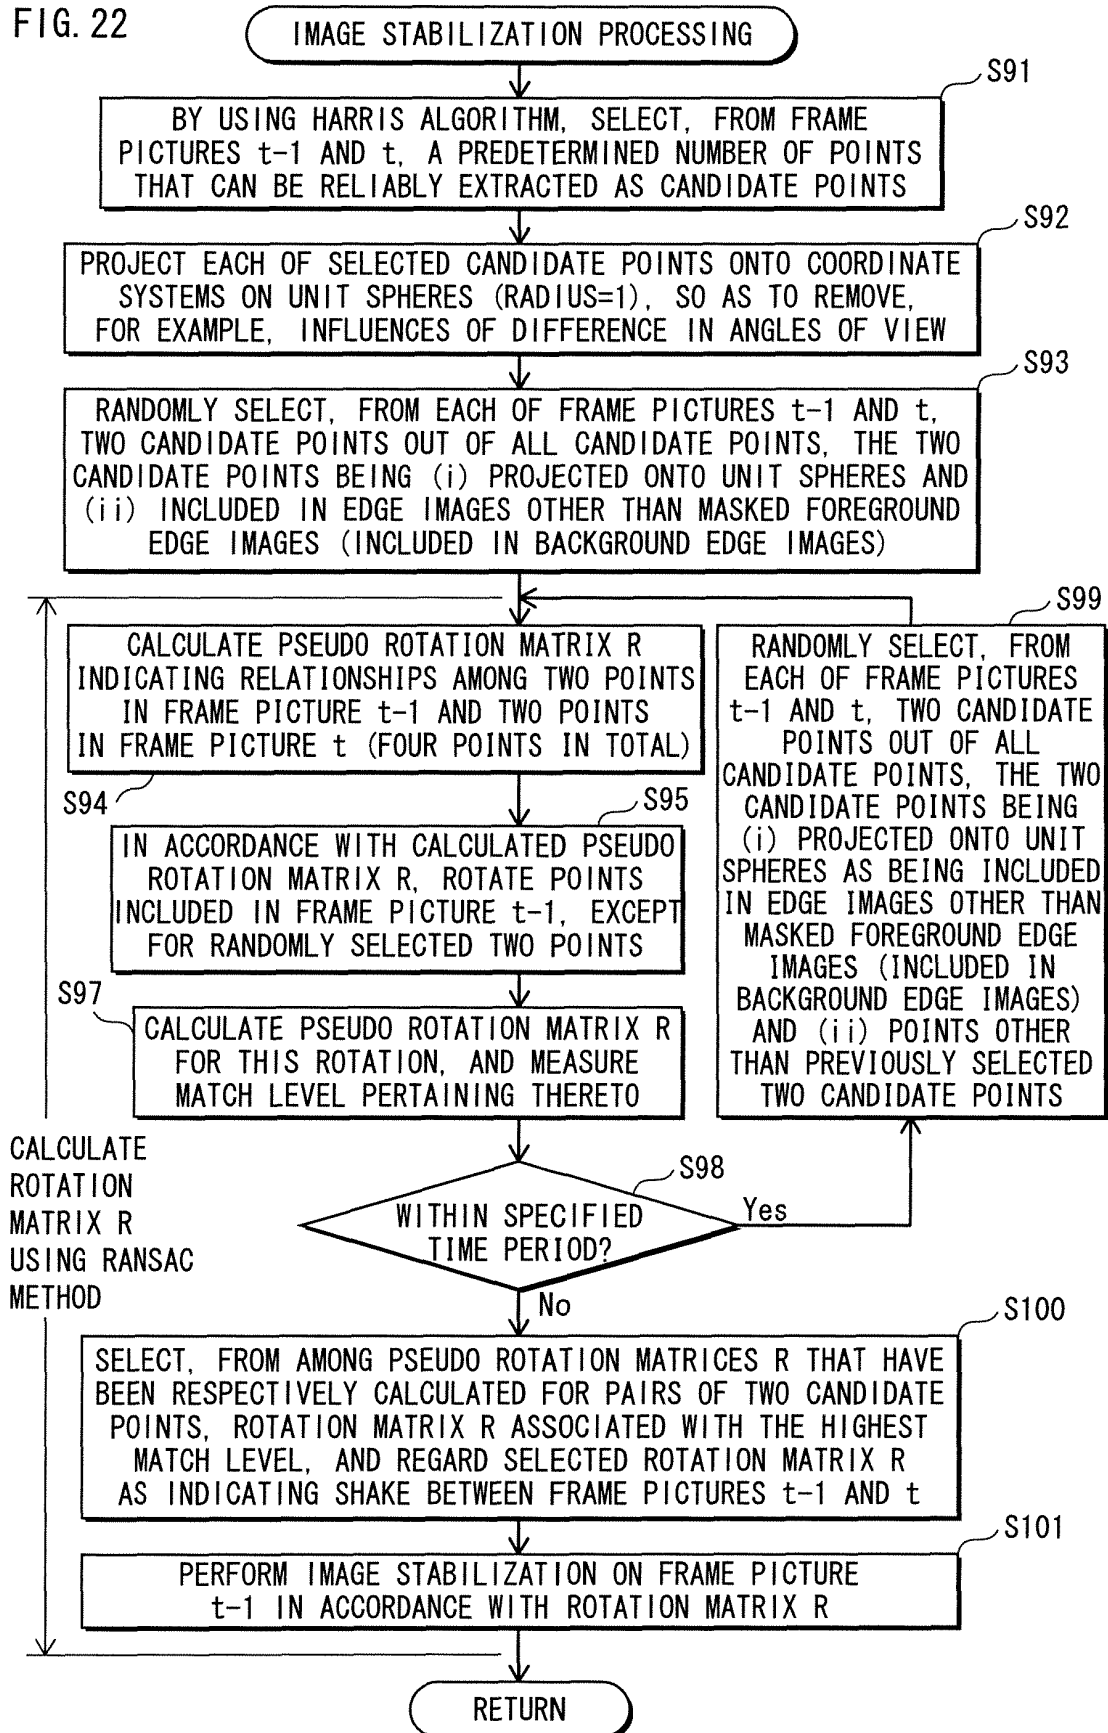 FIG. 22
IMAGE STABILIZATION PROCESSING
S91
BY USING HARRIS ALGORITHM, SELECT, FROM FRAME
PICTURES t-1 AND t, A PREDETERMINED NUMBER OF POINTS
THAT CAN BE RELIABLY EXTRACTED AS CANDIDATE POINTS
S92
PROJECT EACH OF SELECTED CANDIDATE POINTS ONTO COORDINATE
SYSTEMS ON UNIT SPHERES (RADIUS=1), SO AS TO REMOVE,
FOR EXAMPLE, INFLUENCES OF DIFFERENCE IN ANGLES OF VIEW
S93
RANDOMLY SELECT, FROM EACH OF FRAME PICTURES t-1 AND t,
TWO CANDIDATE POINTS OUT OF ALL CANDIDATE POINTS, THE TWO
CANDIDATE POINTS BEING (i) PROJECTED ONTO UNIT SPHERES AND
(ii) INCLUDED IN EDGE IMAGES OTHER THAN MASKED FOREGROUND
EDGE IMAGES (INCLUDED IN BACKGROUND EDGE IMAGES)
CALCULATE PSEUDO ROTATION MATRIX R
INDICATING RELATIONSHIPS AMONG TWO POINTS
IN FRAME PICTURE t-1 AND TWO POINTS
IN FRAME PICTURE t (FOUR POINTS IN TOTAL)
S94
S95
IN ACCORDANCE WITH CALCULATED PSEUDO
ROTATION MATRIX R, ROTATE POINTS
INCLUDED IN FRAME PICTURE t-1, EXCEPT
FOR RANDOMLY SELECTED TWO POINTS
S97
CALCULATE PSEUDO ROTATION MATRIX R
FOR THIS ROTATION, AND MEASURE
MATCH LEVEL PERTAINING THERETO
S99
RANDOMLY SELECT, FROM
EACH OF FRAME PICTURES
t-1 AND t, TWO CANDIDATE
POINTS OUT OF ALL
CANDIDATE POINTS, THE TWO
CANDIDATE POINTS BEING
(i) PROJECTED ONTO UNIT
SPHERES AS BEING INCLUDED
IN EDGE IMAGES OTHER THAN
MASKED FOREGROUND EDGE
IMAGES (INCLUDED IN
BACKGROUND EDGE IMAGES)
AND (ii) POINTS OTHER
THAN PREVIOUSLY SELECTED
TWO CANDIDATE POINTS
CALCULATE
ROTATION
MATRIX R
USING RANSAC
METHOD
S98
WITHIN SPECIFIED
TIME PERIOD?
Yes
No
S100
SELECT, FROM AMONG PSEUDO ROTATION MATRICES R THAT HAVE
BEEN RESPECTIVELY CALCULATED FOR PAIRS OF TWO CANDIDATE
POINTS, ROTATION MATRIX R ASSOCIATED WITH THE HIGHEST
MATCH LEVEL, AND REGARD SELECTED ROTATION MATRIX R
AS INDICATING SHAKE BETWEEN FRAME PICTURES t-1 AND t
S101
PERFORM IMAGE STABILIZATION ON FRAME PICTURE
t-1 IN ACCORDANCE WITH ROTATION MATRIX R
RETURN